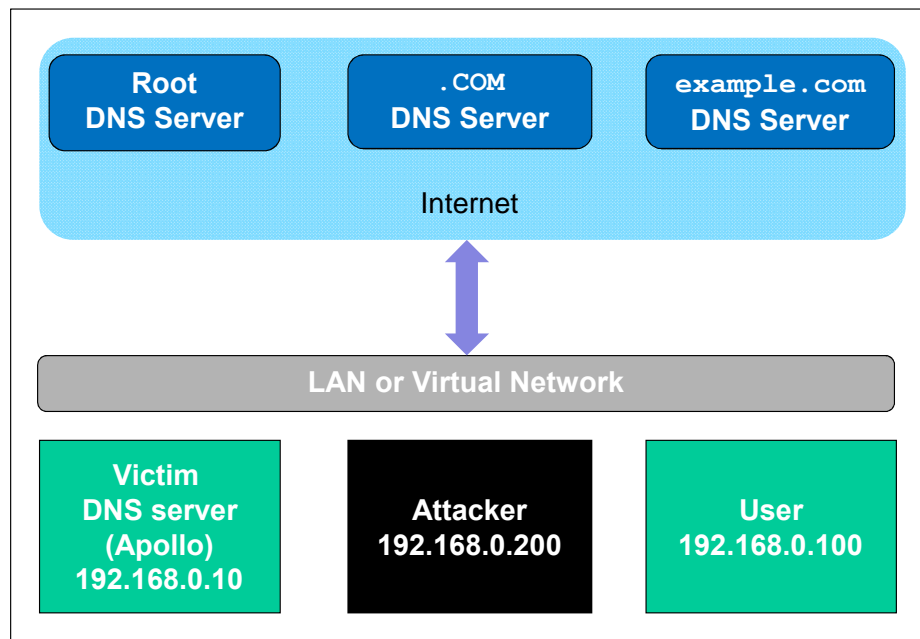 Root
DNS Server
.COM
DNS Server
example.com
DNS Server
Internet
LAN or Virtual Network
Victim
DNS server
(Apollo)
192.168.0.10
Attacker
192.168.0.200
User
192.168.0.100